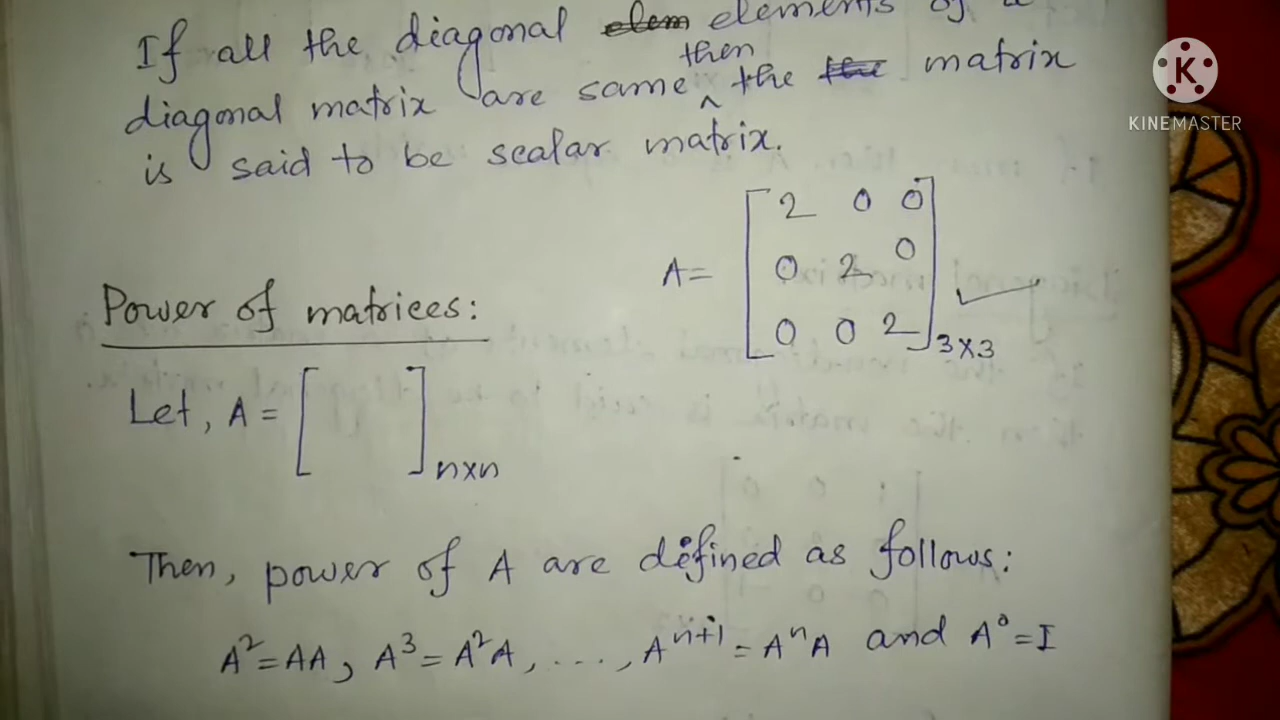 If all the diagonal elem elements of a
diagonal matrix are same then the the matrix
is said to be scalar matrix.
A = [ 2 0 0
0 2 0
0 0 2 ] 3×3
Power of matrices:
Let, A = [ ] n×n
Then, power of A are defined as follows:
A² = AA, A³ = A²A, ...., Aⁿ⁺¹ = AⁿA and A⁰ = I
K
KINEMASTER